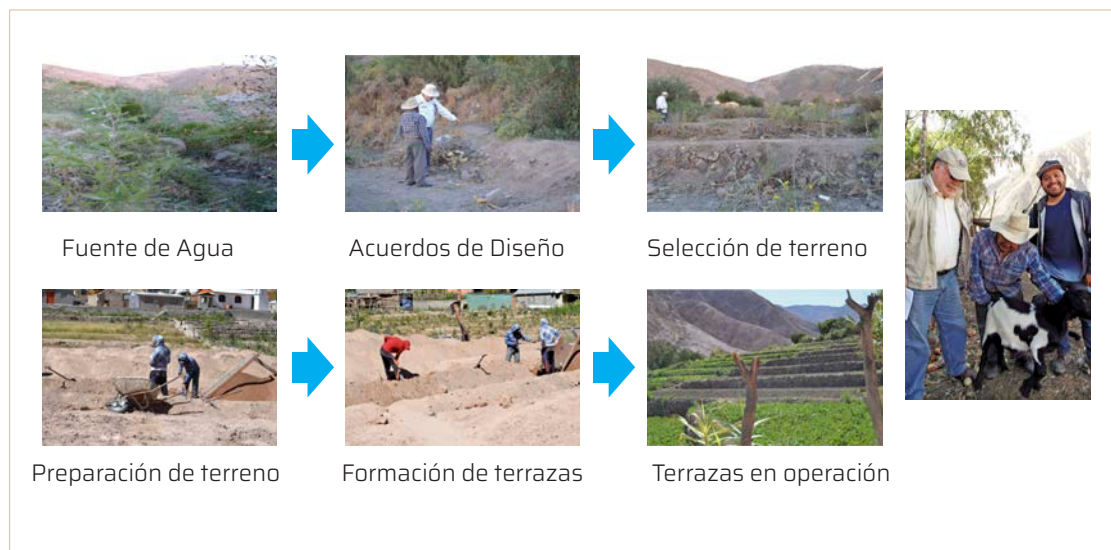 Fuente de Agua
Acuerdos de Diseño
Selección de terreno
Preparación de terreno
Formación de terrazas
Terrazas en operación